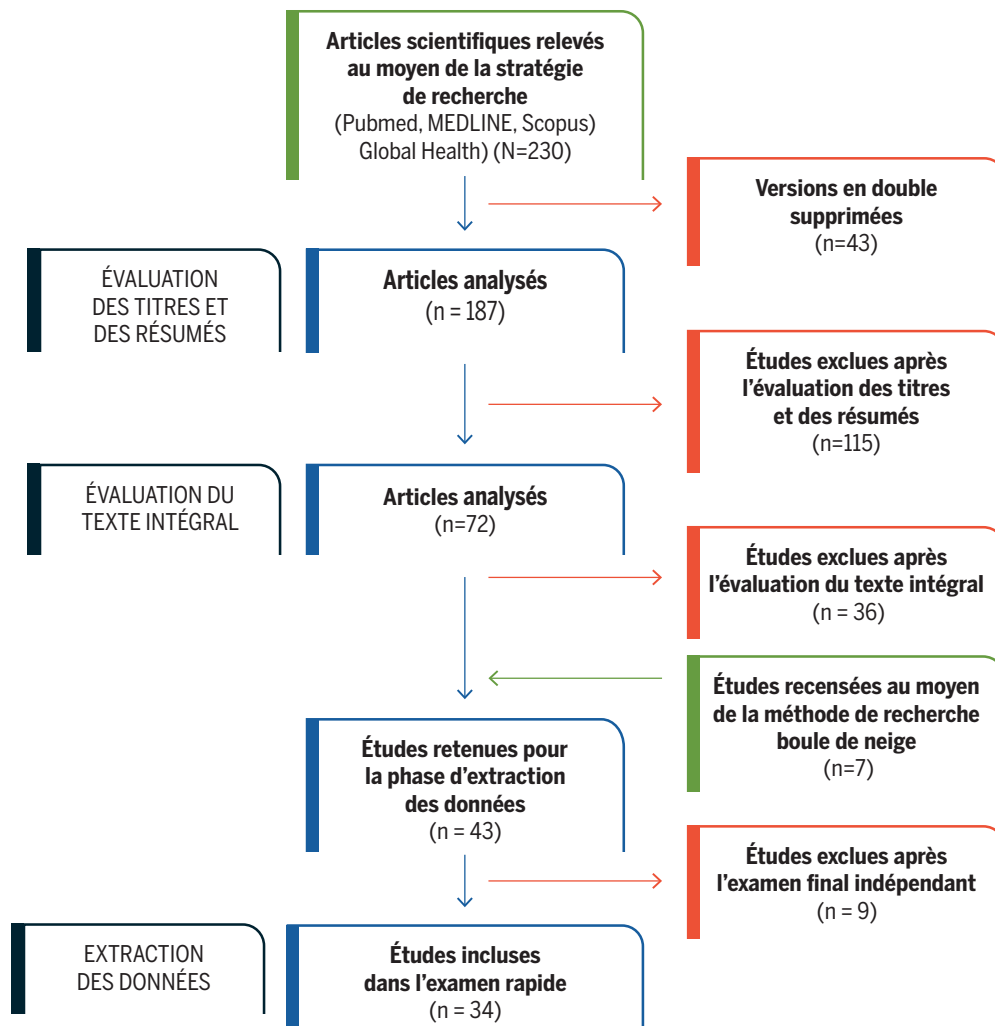 Articles scientifiques relevés
au moyen de la stratégie
de recherche
(Pubmed, MEDLINE, Scopus)
Global Health) (N=230)
Versions en double
supprimées
(n=43)
ÉVALUATION
DES TITRES ET
DES RÉSUMÉS
Articles analysés
(n = 187)
Études exclues après
l'évaluation des titres
et des résumés
(n=115)
ÉVALUATION DU
TEXTE INTÉGRAL
Articles analysés
(n=72)
Études exclues après
l'évaluation du texte intégral
(n = 36)
Études recensées au moyen
de la méthode de recherche
boule de neige
(n=7)
Études retenues pour
la phase d'extraction
des données
(n = 43)
Études exclues après
l'examen final indépendant
(n = 9)
EXTRACTION
DES DONNÉES
Études incluses
dans l'examen rapide
(n = 34)